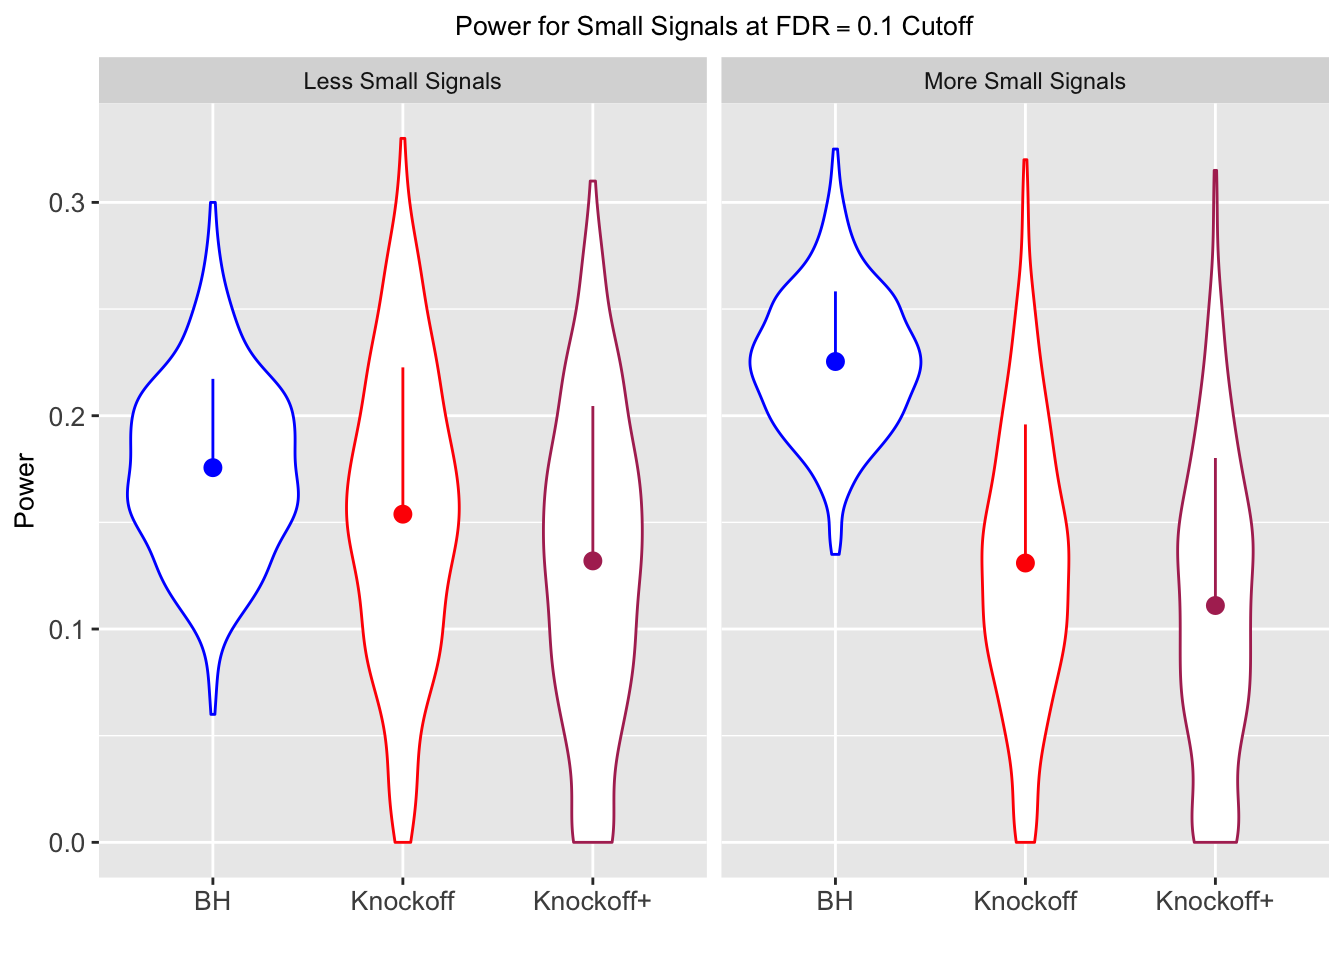 Power for Small Signals at FDR = 0.1 Cutoff
Less Small Signals
More Small Signals
Power
0.3
0.2
0.1
0.0
BH
Knockoff
Knockoff+
BH
Knockoff
Knockoff+